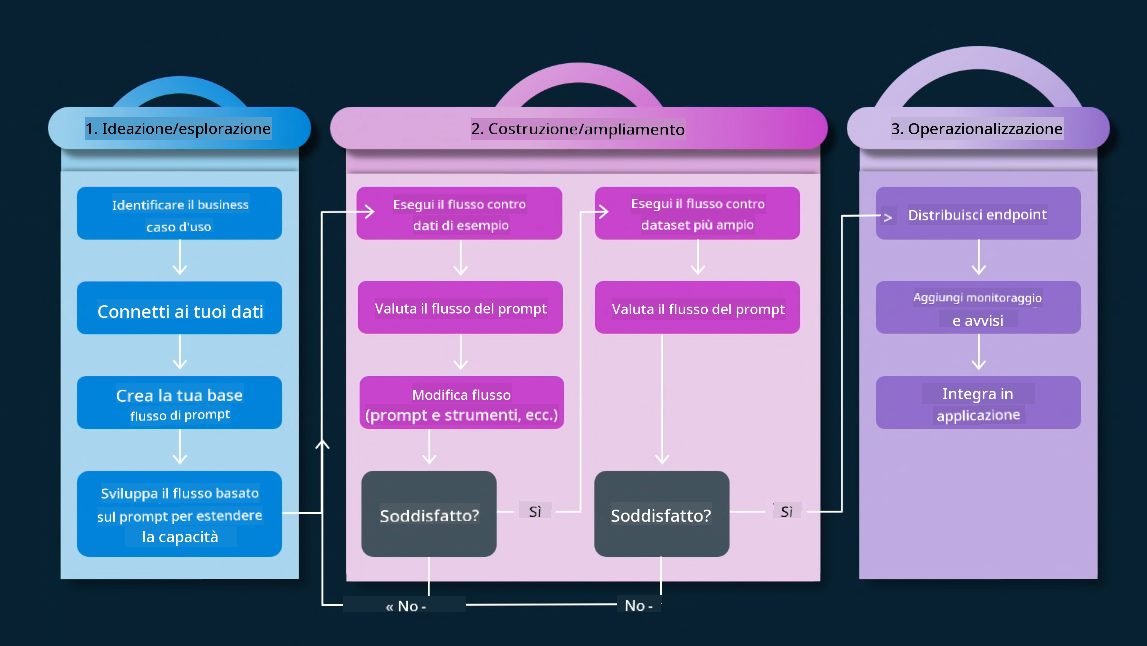 1. Ideazione/esplorazione
Identificare il business
caso d'uso
Connetti ai tuoi dati
Crea la tua base
flusso di prompt
Sviluppa il flusso basato
sul prompt per estendere
la capacità
2. Costruzione/ampliamento
Esegui il flusso contro
dati di esempio
Valuta il flusso del prompt
Modifica flusso
(prompt e strumenti, ecc.)
Soddisfatto?
Sì
« No -
Esegui il flusso contro
dataset più ampio
Valuta il flusso del prompt
Soddisfatto?
Sì
No -
3. Operazionalizzazione
> Distribuisci endpoint
Aggiungi monitoraggio
e avvisi
Integra in
applicazione